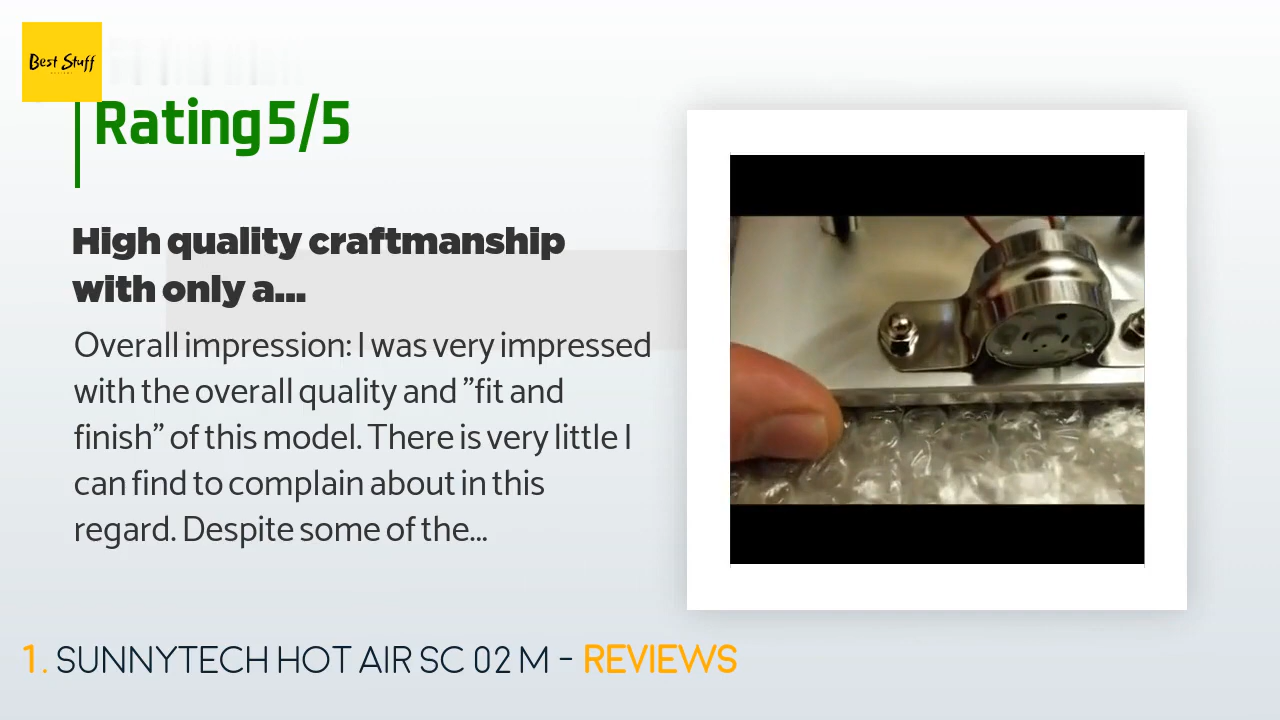 Best Stuff
Rating 5/5
High quality craftmanship
with only a...
Overall impression: I was very impressed
with the overall quality and "fit and
finish" of this model. There is very little I
can find to complain about in this
regard. Despite some of the...
1. SUNNYTECH HOT AIR SC 02 M - REVIEWS